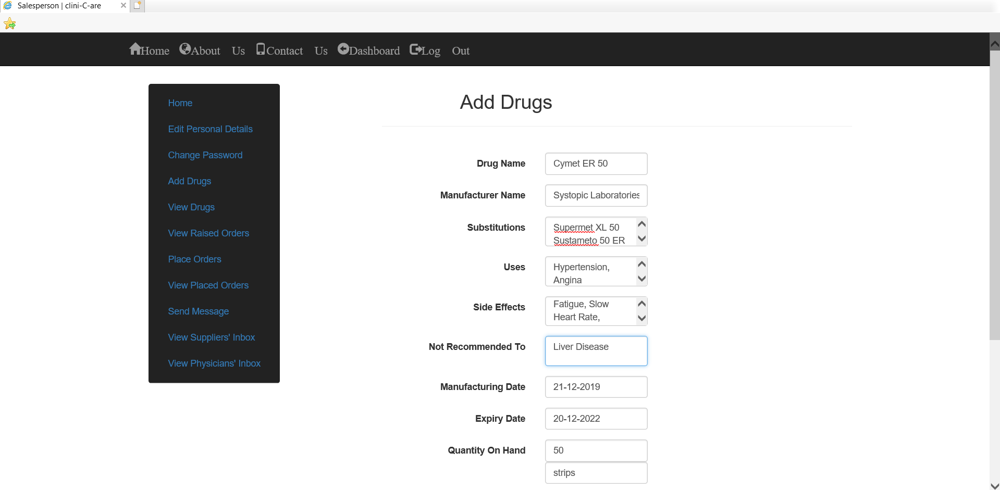 Salesperson | clini-C-are
Home About Us Contact Us Dashboard Log Out
Home
Edit Personal Details
Change Password
Add Drugs
View Drugs
View Raised Orders
Place Orders
View Placed Orders
Send Message
View Suppliers' Inbox
View Physicians' Inbox
Add Drugs
Drug Name Cymet ER 50
Manufacturer Name Systopic Laboratories
Substitutions Supermet XL 50
Sustameto 50 ER
Uses Hypertension,
Angina
Side Effects Fatigue, Slow
Heart Rate,
Not Recommended To Liver Disease
Manufacturing Date 21-12-2019
Expiry Date 20-12-2022
Quantity On Hand 50
strips